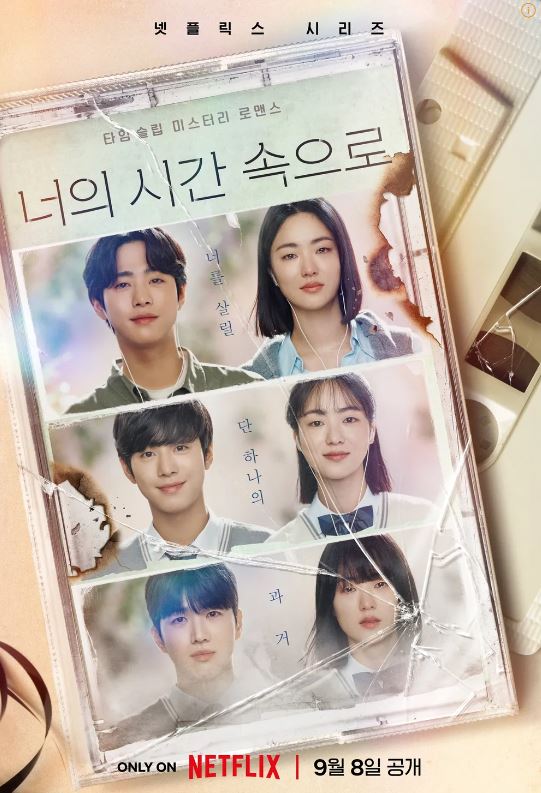 넷플릭스 시리즈
타임 슬립 미스터리 로맨스
너의 시간 속으로
너를 살릴
단 하나의
과거
ONLY ON NETFLIX | 9월 8일 공개